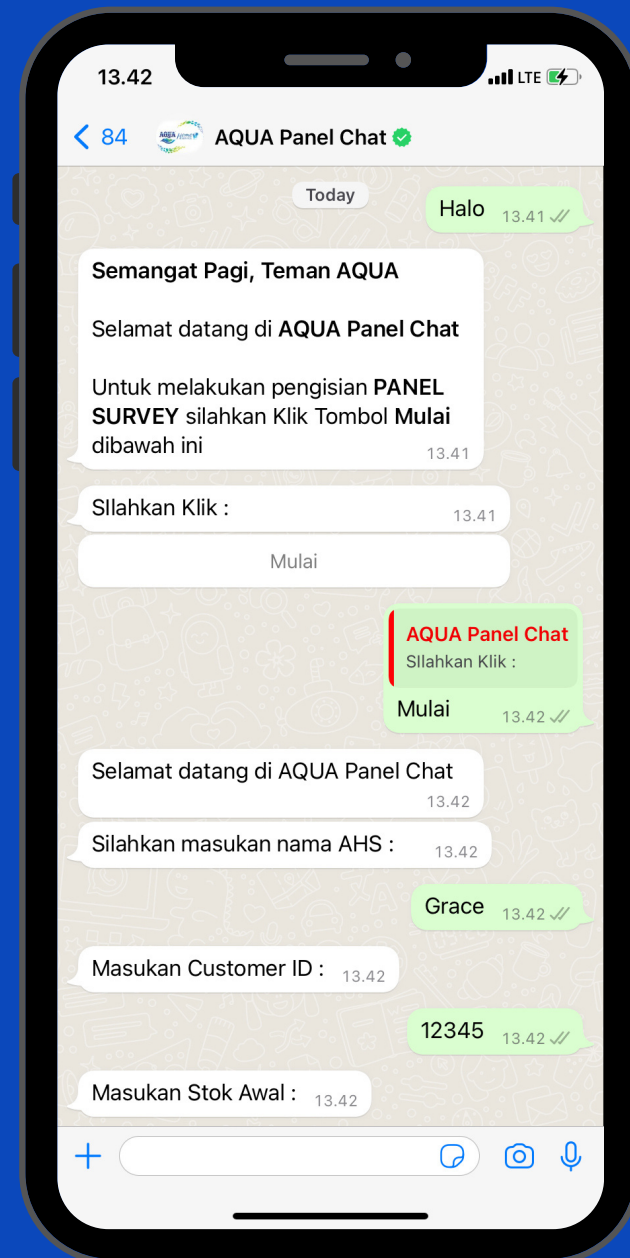 13.42
LTE
84
AQUA
AQUA Panel Chat
Today
Halo 13.41
Semangat Pagi, Teman AQUA
Selamat datang di AQUA Panel Chat
Untuk melakukan pengisian PANEL
SURVEY silahkan Klik Tombol Mulai
dibawah ini
13.41
SIlahkan Klik :
13.41
Mulai
AQUA Panel Chat
SIlahkan Klik :
Mulai 13.42
Selamat datang di AQUA Panel Chat
13.42
Silahkan masukan nama AHS : 13.42
Grace 13.42
Masukan Customer ID : 13.42
12345 13.42
Masukan Stok Awal : 13.42